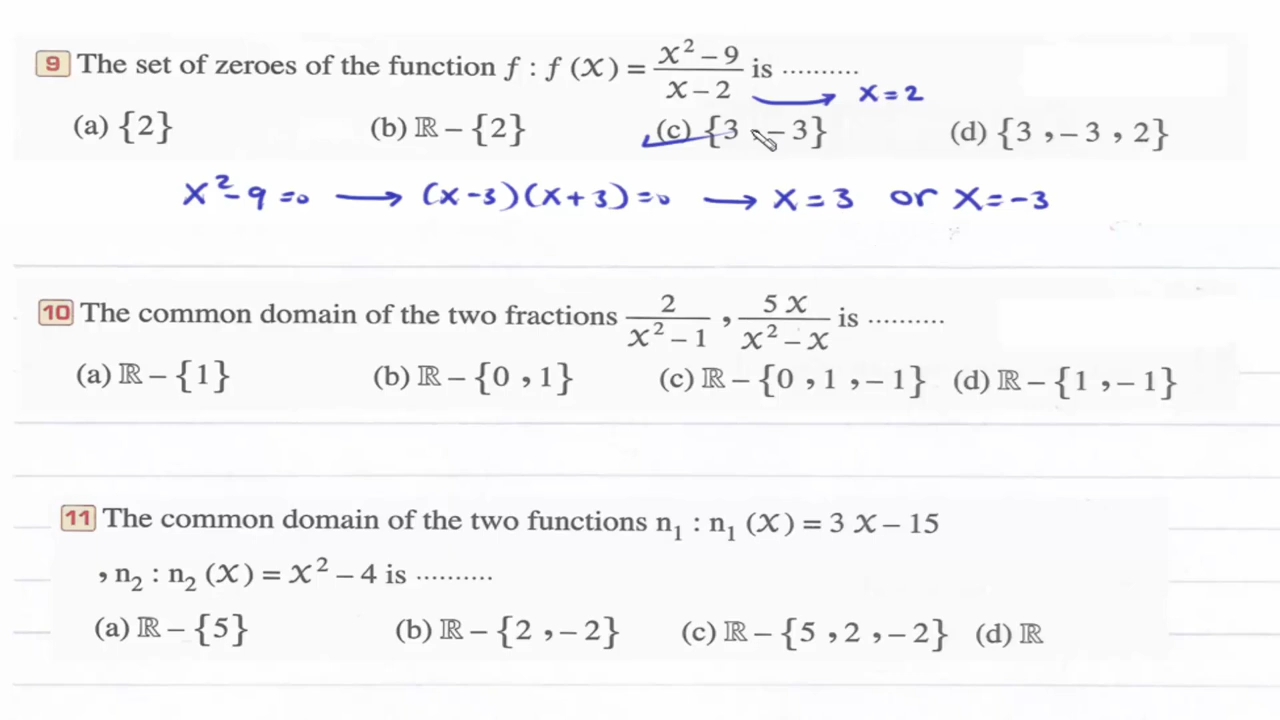 9 The set of zeroes of the function f : f (X) = (x² – 9)/(x – 2) is .......... → x = 2
(a) {2} (b) ℝ – {2} (c) {3 , – 3} (d) {3 , – 3 , 2}
x² – 9 = 0 → (x – 3)(x + 3) = 0 → x = 3 or x = –3
10 The common domain of the two fractions 2/(x² – 1) , 5 x/(x² – x) is ..........
(a) ℝ – {1} (b) ℝ – {0 , 1} (c) ℝ – {0 , 1 , – 1} (d) ℝ – {1 , – 1}
11 The common domain of the two functions n₁ : n₁ (X) = 3 X – 15
, n₂ : n₂ (X) = X² – 4 is ..........
(a) ℝ – {5} (b) ℝ – {2 , – 2} (c) ℝ – {5 , 2 , – 2} (d) ℝ